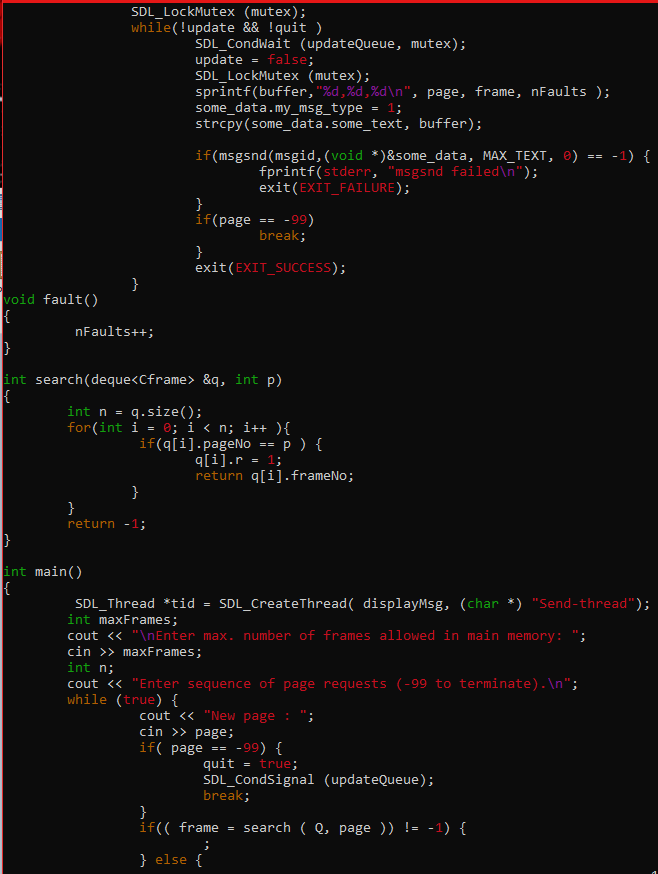 SDL_LockMutex (mutex);
while(!update && !quit )
SDL_CondWait (updateQueue, mutex);
update = false;
SDL_LockMutex (mutex);
sprintf(buffer,"%d,%d,%d\n", page, frame, nFaults );
some_data.my_msg_type = 1;
strcpy(some_data.some_text, buffer);
if(msgsnd(msgid,(void *)&some_data, MAX_TEXT, 0) == -1) {
fprintf(stderr, "msgsnd failed\n");
exit(EXIT_FAILURE);
}
if(page == -99)
break;
}
exit(EXIT_SUCCESS);
}
void fault()
{
nFaults++;
}
int search(deque<Cframe> &q, int p)
{
int n = q.size();
for(int i = 0; i < n; i++ ){
if(q[i].pageNo == p ) {
q[i].r = 1;
return q[i].frameNo;
}
}
return -1;
}
int main()
{
SDL_Thread *tid = SDL_CreateThread( displayMsg, (char *) "Send-thread");
int maxFrames;
cout << "\nEnter max. number of frames allowed in main memory: ";
cin >> maxFrames;
int n;
cout << "Enter sequence of page requests (-99 to terminate).\n";
while (true) {
cout << "New page : ";
cin >> page;
if( page == -99) {
quit = true;
SDL_CondSignal (updateQueue);
break;
}
if(( frame = search ( Q, page )) != -1) {
;
} else {